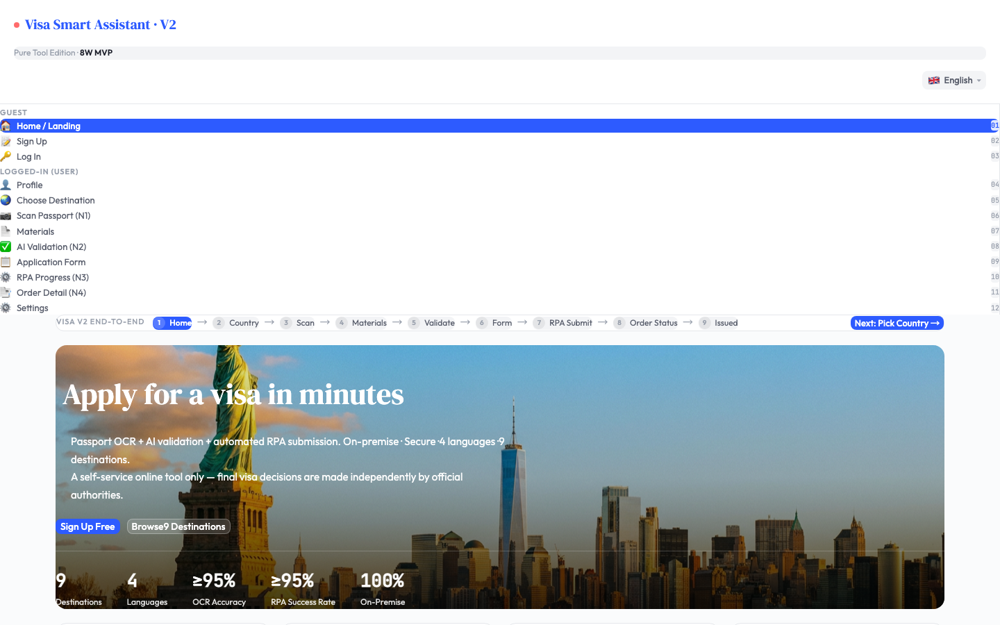 Visa Smart Assistant · V2
Pure Tool Edition · 8W MVP
English
GUEST
Home / Landing 01
Sign Up 02
Log In 03
LOGGED-IN (USER)
Profile 04
Choose Destination 05
Scan Passport (N1) 06
Materials 07
AI Validation (N2) 08
Application Form 09
RPA Progress (N3) 10
Order Detail (N4) 11
Settings 12
VISA V2 END-TO-END 1 Home → 2 Country → 3 Scan → 4 Materials → 5 Validate → 6 Form → 7 RPA Submit → 8 Order Status → 9 Issued Next: Pick Country →
Apply for a visa in minutes
Passport OCR + AI validation + automated RPA submission. On-premise · Secure ·4 languages ·9
destinations.
A self-service online tool only — final visa decisions are made independently by official
authorities.
Sign Up Free Browse9 Destinations
9 4 ≥95% ≥95% 100%
Destinations Languages OCR Accuracy RPA Success Rate On-Premise